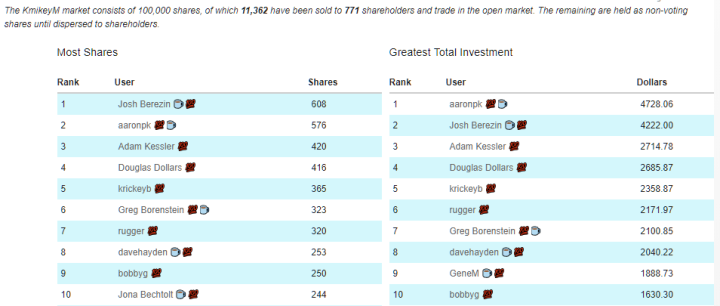 The KmikeyM market consists of 100,000 shares, of which 11,362 have been sold to 771 shareholders and trade in the open market. The remaining are held as non-voting
shares until dispersed to shareholders.
Most Shares
Rank User Shares
1 Josh Berezin 608
2 aaronpk 576
3 Adam Kessler 420
4 Douglas Dollars 416
5 krickeyb 365
6 Greg Borenstein 323
7 rugger 320
8 davehayden 253
9 bobbyg 250
10 Jona Bechtolt 244
Greatest Total Investment
Rank User Dollars
1 aaronpk 4728.06
2 Josh Berezin 4222.00
3 Adam Kessler 2714.78
4 Douglas Dollars 2685.87
5 krickeyb 2358.87
6 rugger 2171.97
7 Greg Borenstein 2100.85
8 davehayden 2040.22
9 GeneM 1888.73
10 bobbyg 1630.30